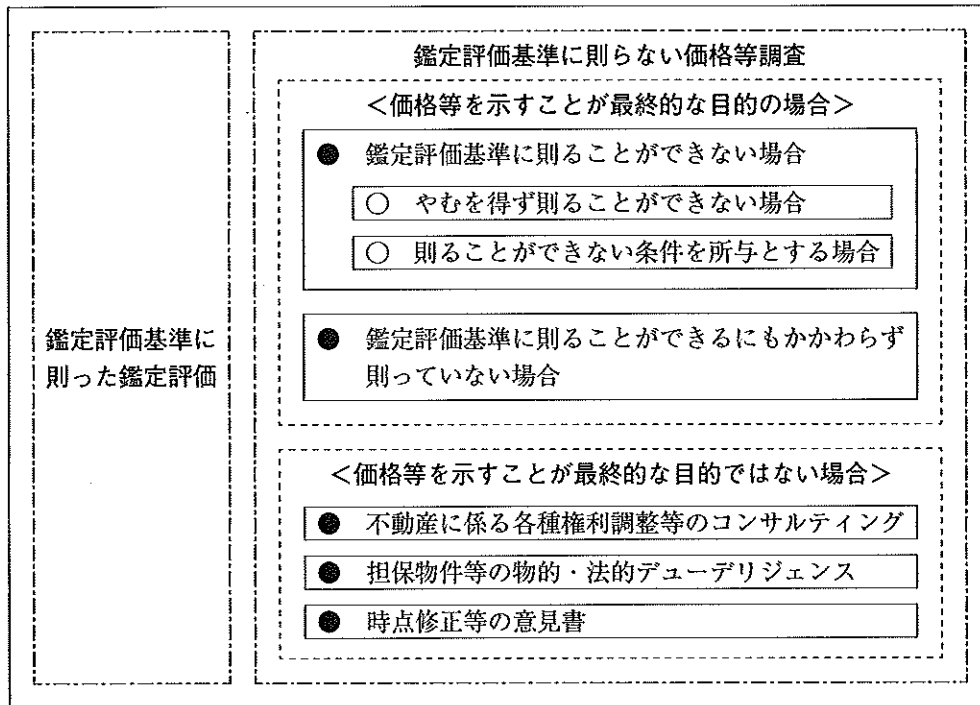 鑑定評価基準に
則った鑑定評価
鑑定評価基準に則らない価格等調査
＜価格等を示すことが最終的な目的の場合＞
● 鑑定評価基準に則ることができない場合
○ やむを得ず則ることができない場合
○ 則ることができない条件を所与とする場合
● 鑑定評価基準に則ることができるにもかかわらず
則っていない場合
＜価格等を示すことが最終的な目的ではない場合＞
● 不動産に係る各種権利調整等のコンサルティング
● 担保物件等の物的・法的デューデリジェンス
● 時点修正等の意見書